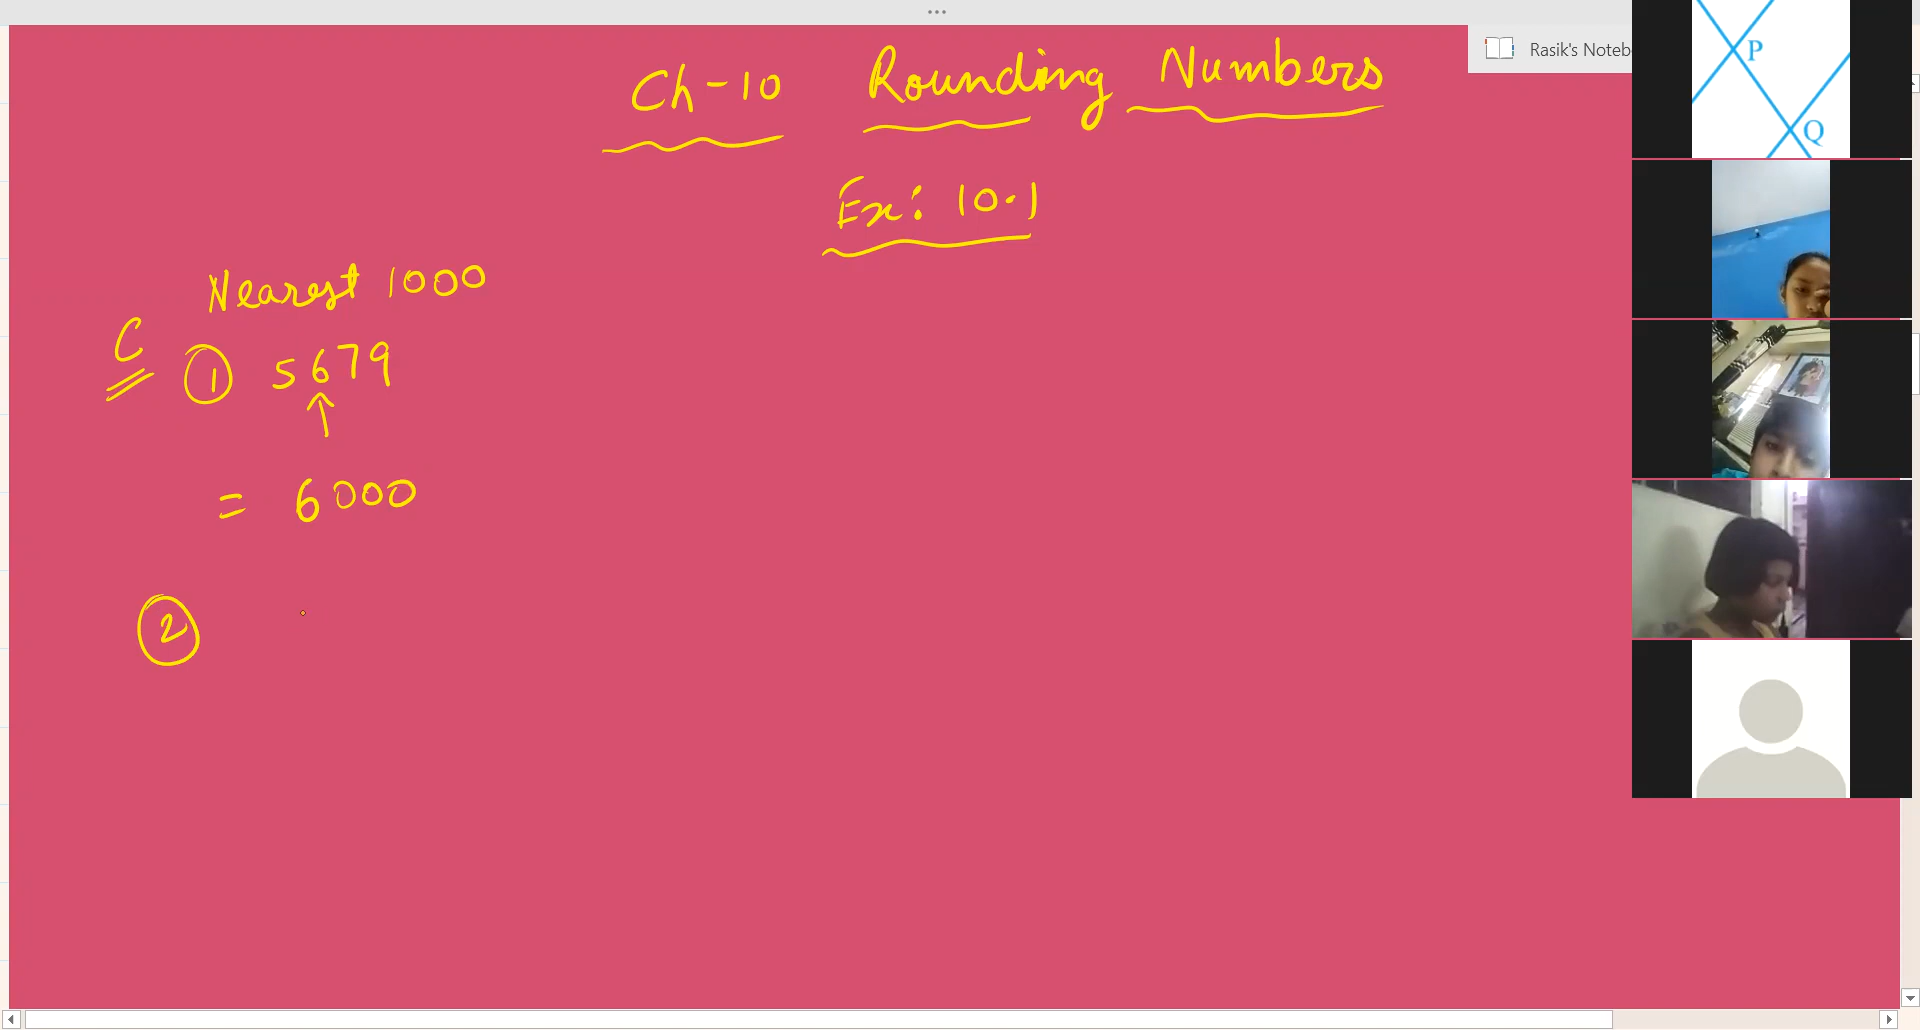 Ch-10 Rounding Numbers
Rasik's Noteb
P
Q
Ex: 10.1
Nearest 1000
C
① 5679
↑
= 6000
②